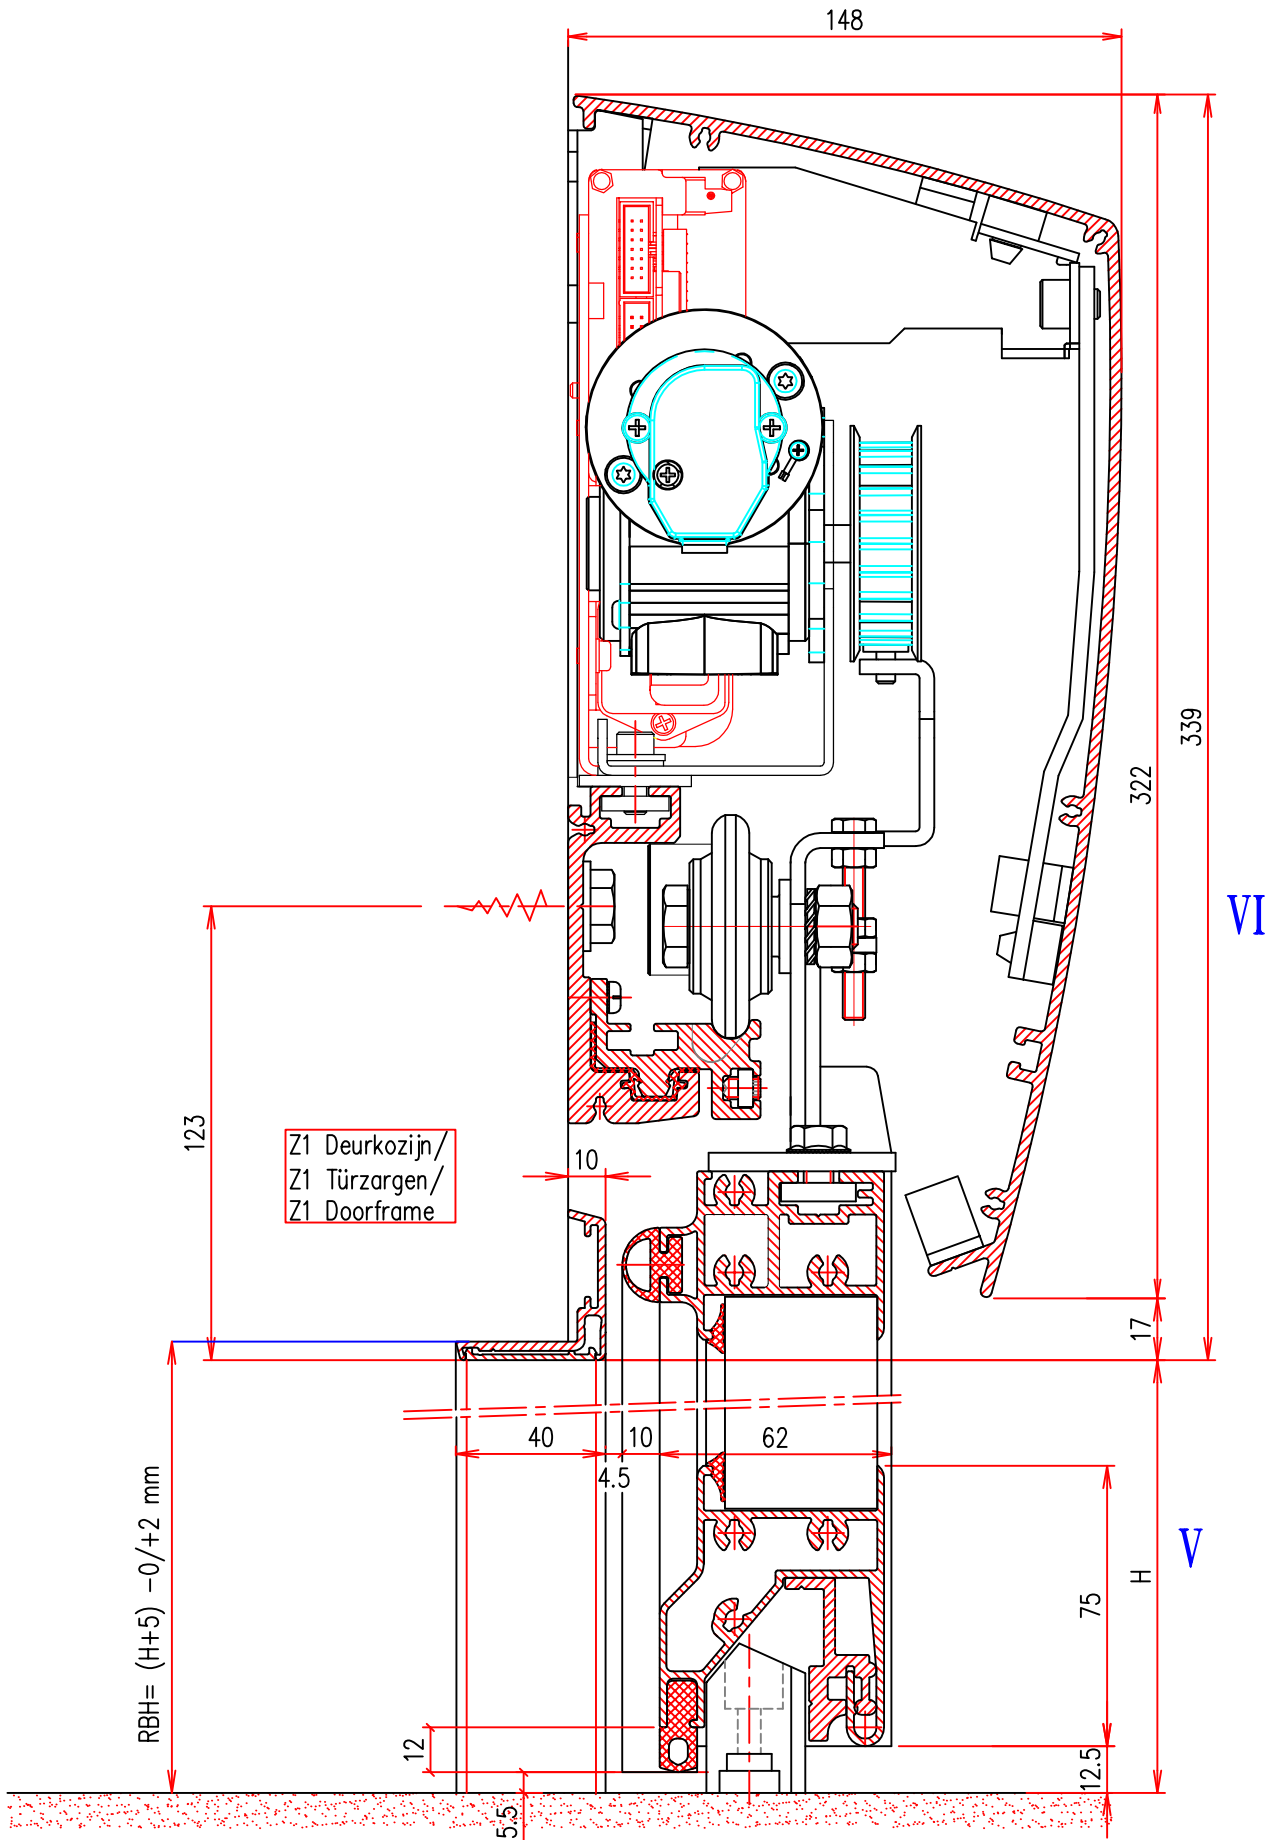 148
339
322
VI
123
Z1 Deurkozijn/
Z1 Türzargen/
Z1 Doorframe
10
17
40
10
62
4.5
RBH= (H+5) -0/+2 mm
V
H
75
12
12.5
5.5